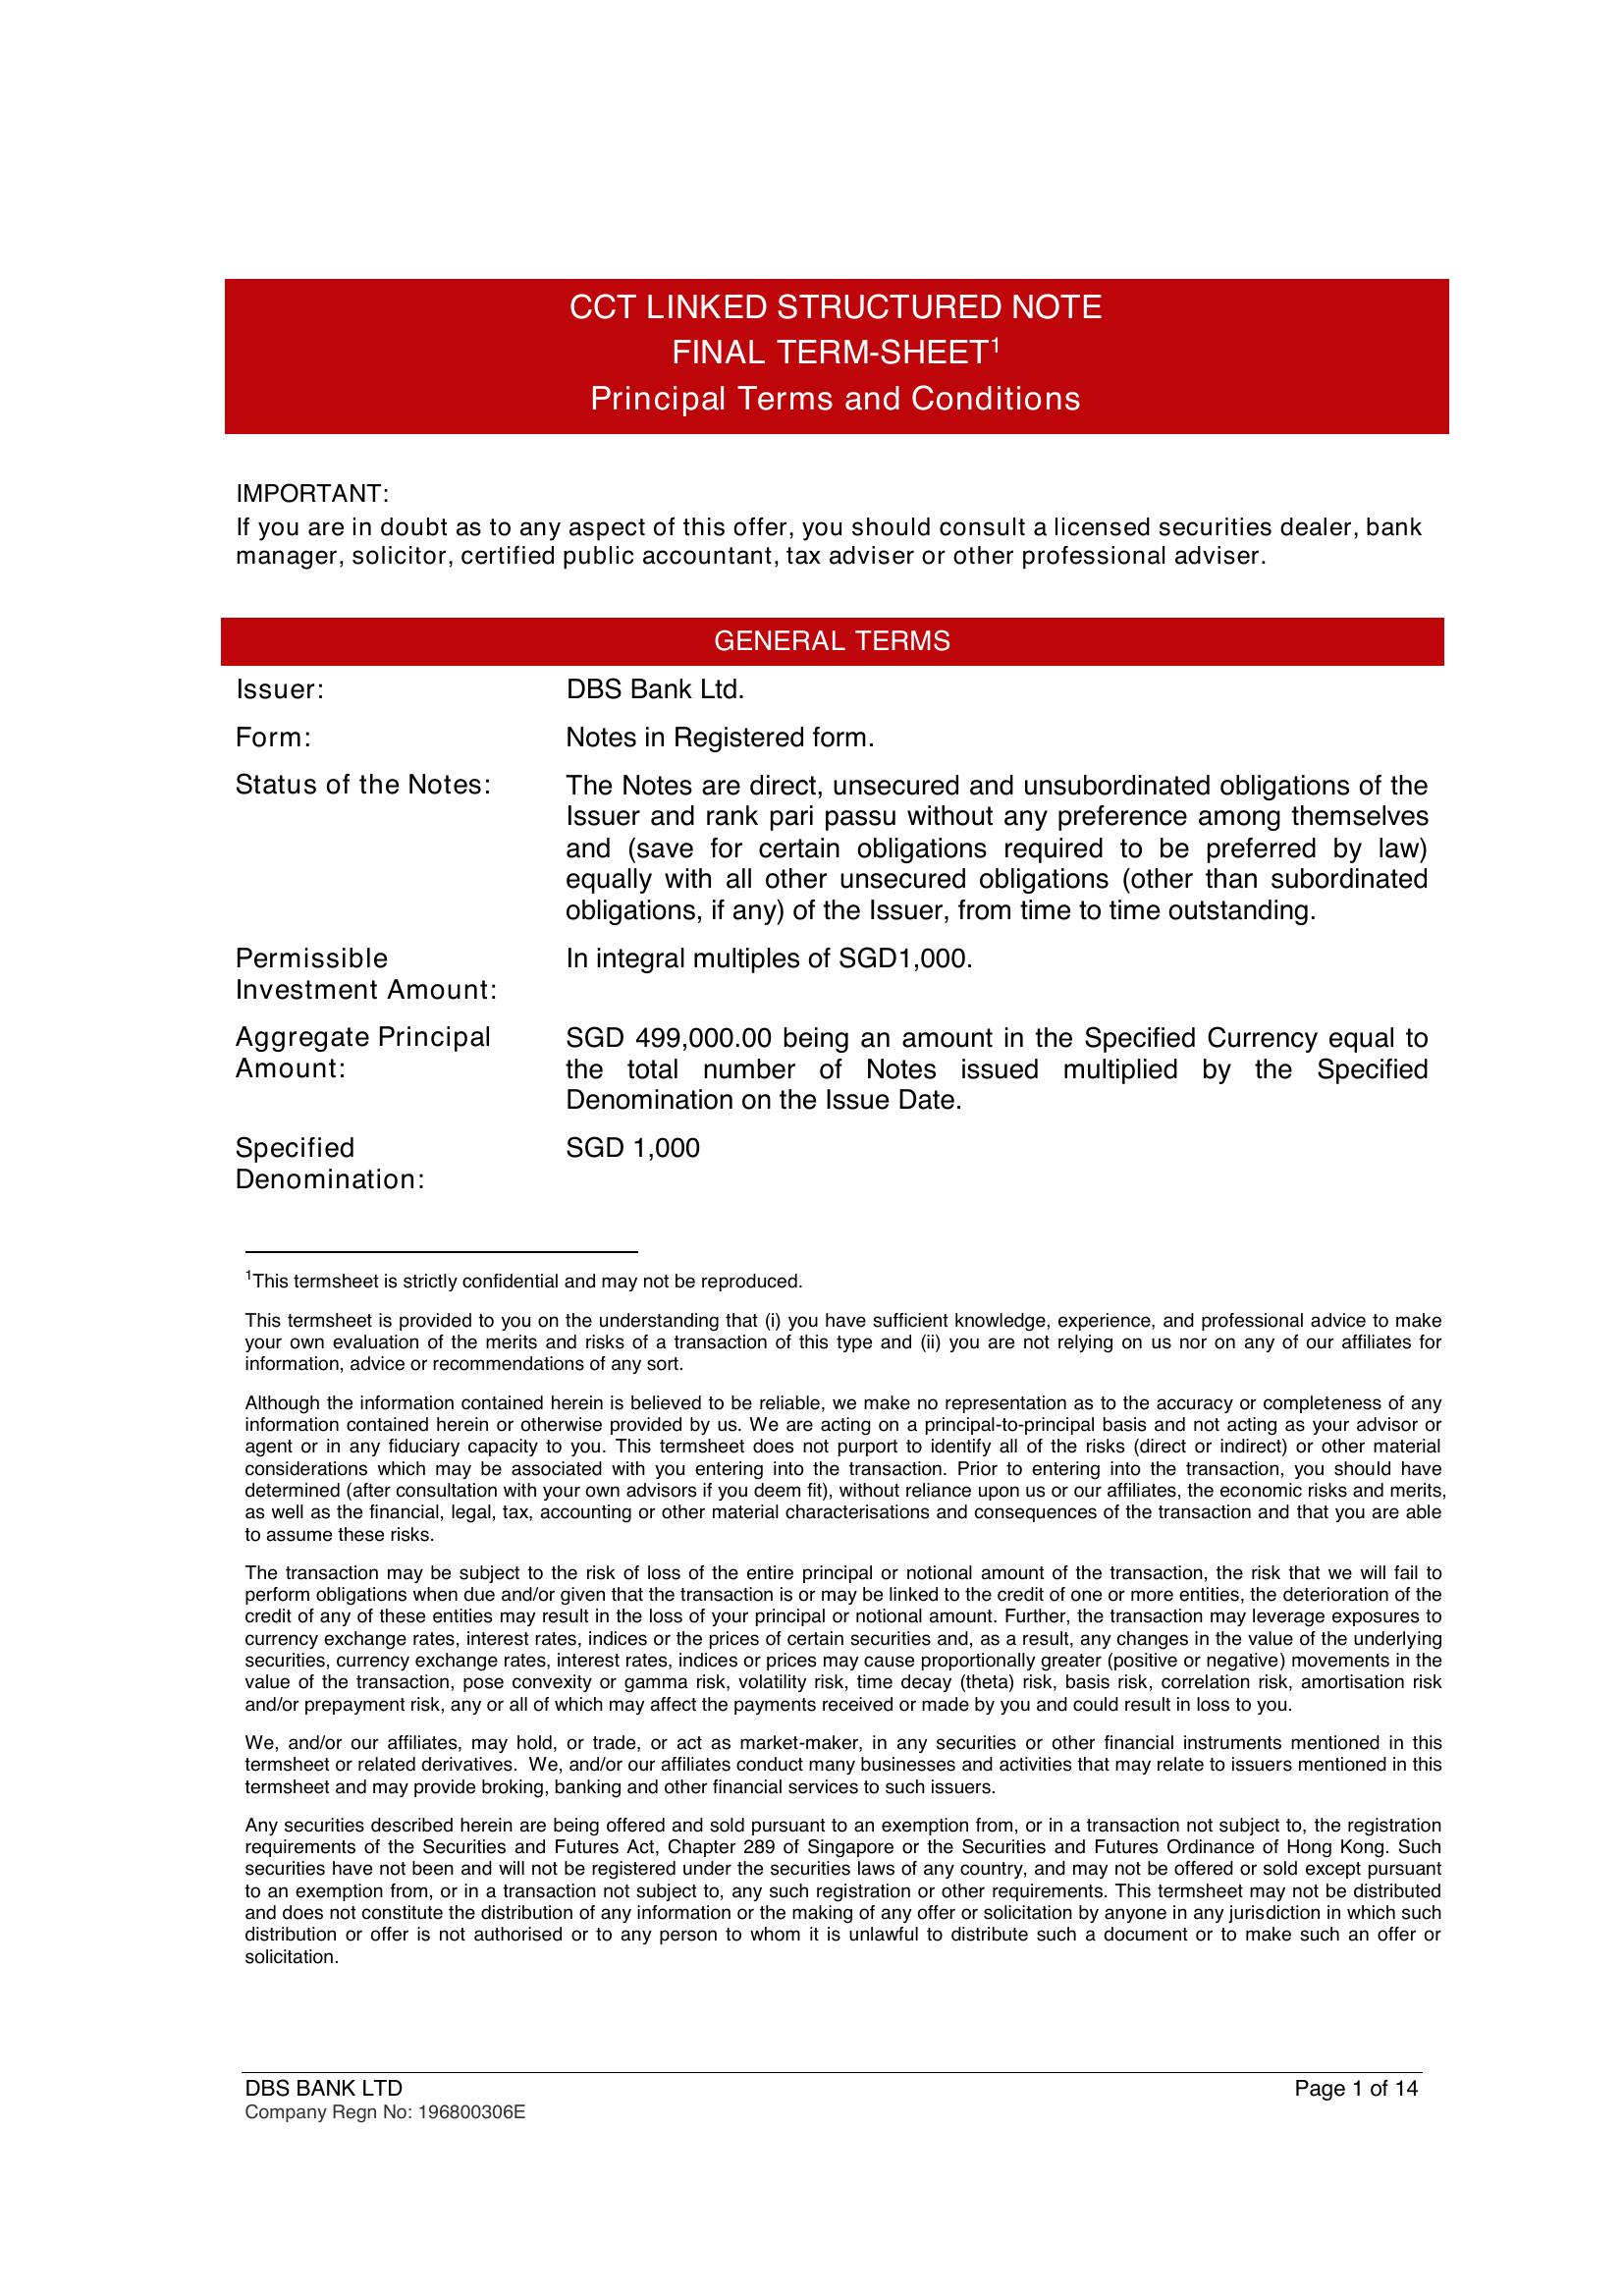 CCT LINKED STRUCTURED NOTE
FINAL TERM-SHEET1
Principal Terms and Conditions
IMPORTANT:
If you are in doubt as to any aspect of this offer, you should consult a licensed securities dealer, bank
manager, solicitor, certified public accountant, tax adviser or other professional adviser.
GENERAL TERMS
Issuer: DBS Bank Ltd.
Form: Notes in Registered form.
Status of the Notes: The Notes are direct, unsecured and unsubordinated obligations of the
Issuer and rank pari passu without any preference among themselves
and (save for certain obligations required to be preferred by law)
equally with all other unsecured obligations (other than subordinated
obligations, if any) of the Issuer, from time to time outstanding.
Permissible In integral multiples of SGD1,000.
Investment Amount:
Aggregate Principal SGD 499,000.00 being an amount in the Specified Currency equal to
Amount: the total number of Notes issued multiplied by the Specified
Denomination on the Issue Date.
Specified SGD 1,000
Denomination:
1This termsheet is strictly confidential and may not be reproduced.
This termsheet is provided to you on the understanding that (i) you have sufficient knowledge, experience, and professional advice to make
your own evaluation of the merits and risks of a transaction of this type and (ii) you are not relying on us nor on any of our affiliates for
information, advice or recommendations of any sort.
Although the information contained herein is believed to be reliable, we make no representation as to the accuracy or completeness of any
information contained herein or otherwise provided by us. We are acting on a principal-to-principal basis and not acting as your advisor or
agent or in any fiduciary capacity to you. This termsheet does not purport to identify all of the risks (direct or indirect) or other material
considerations which may be associated with you entering into the transaction. Prior to entering into the transaction, you should have
determined (after consultation with your own advisors if you deem fit), without reliance upon us or our affiliates, the economic risks and merits,
as well as the financial, legal, tax, accounting or other material characterisations and consequences of the transaction and that you are able
to assume these risks.
The transaction may be subject to the risk of loss of the entire principal or notional amount of the transaction, the risk that we will fail to
perform obligations when due and/or given that the transaction is or may be linked to the credit of one or more entities, the deterioration of the
credit of any of these entities may result in the loss of your principal or notional amount. Further, the transaction may leverage exposures to
currency exchange rates, interest rates, indices or the prices of certain securities and, as a result, any changes in the value of the underlying
securities, currency exchange rates, interest rates, indices or prices may cause proportionally greater (positive or negative) movements in the
value of the transaction, pose convexity or gamma risk, volatility risk, time decay (theta) risk, basis risk, correlation risk, amortisation risk
and/or prepayment risk, any or all of which may affect the payments received or made by you and could result in loss to you.
We, and/or our affiliates, may hold, or trade, or act as market-maker, in any securities or other financial instruments mentioned in this
termsheet or related derivatives. We, and/or our affiliates conduct many businesses and activities that may relate to issuers mentioned in this
termsheet and may provide broking, banking and other financial services to such issuers.
Any securities described herein are being offered and sold pursuant to an exemption from, or in a transaction not subject to, the registration
requirements of the Securities and Futures Act, Chapter 289 of Singapore or the Securities and Futures Ordinance of Hong Kong. Such
securities have not been and will not be registered under the securities laws of any country, and may not be offered or sold except pursuant
to an exemption from, or in a transaction not subject to, any such registration or other requirements. This termsheet may not be distributed
and does not constitute the distribution of any information or the making of any offer or solicitation by anyone in any jurisdiction in which such
distribution or offer is not authorised or to any person to whom it is unlawful to distribute such a document or to make such an offer or
solicitation.
DBS BANK LTD Page 1 of 14
Company Regn No: 196800306E